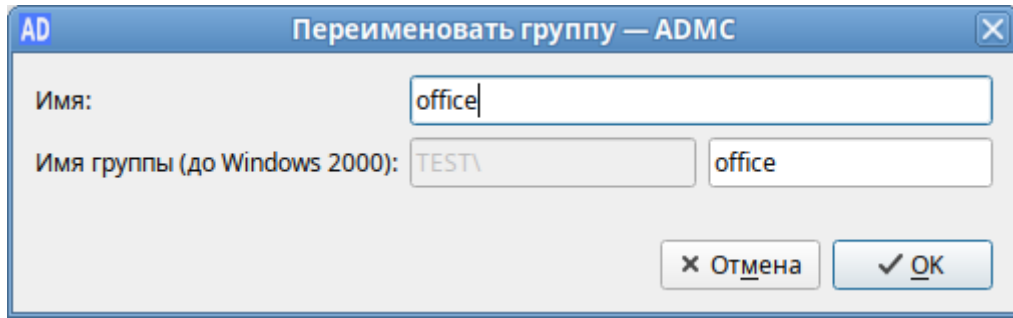 AD Переименовать группу — ADMC
Имя: office
Имя группы (до Windows 2000): TEST\ office
Отмена OK